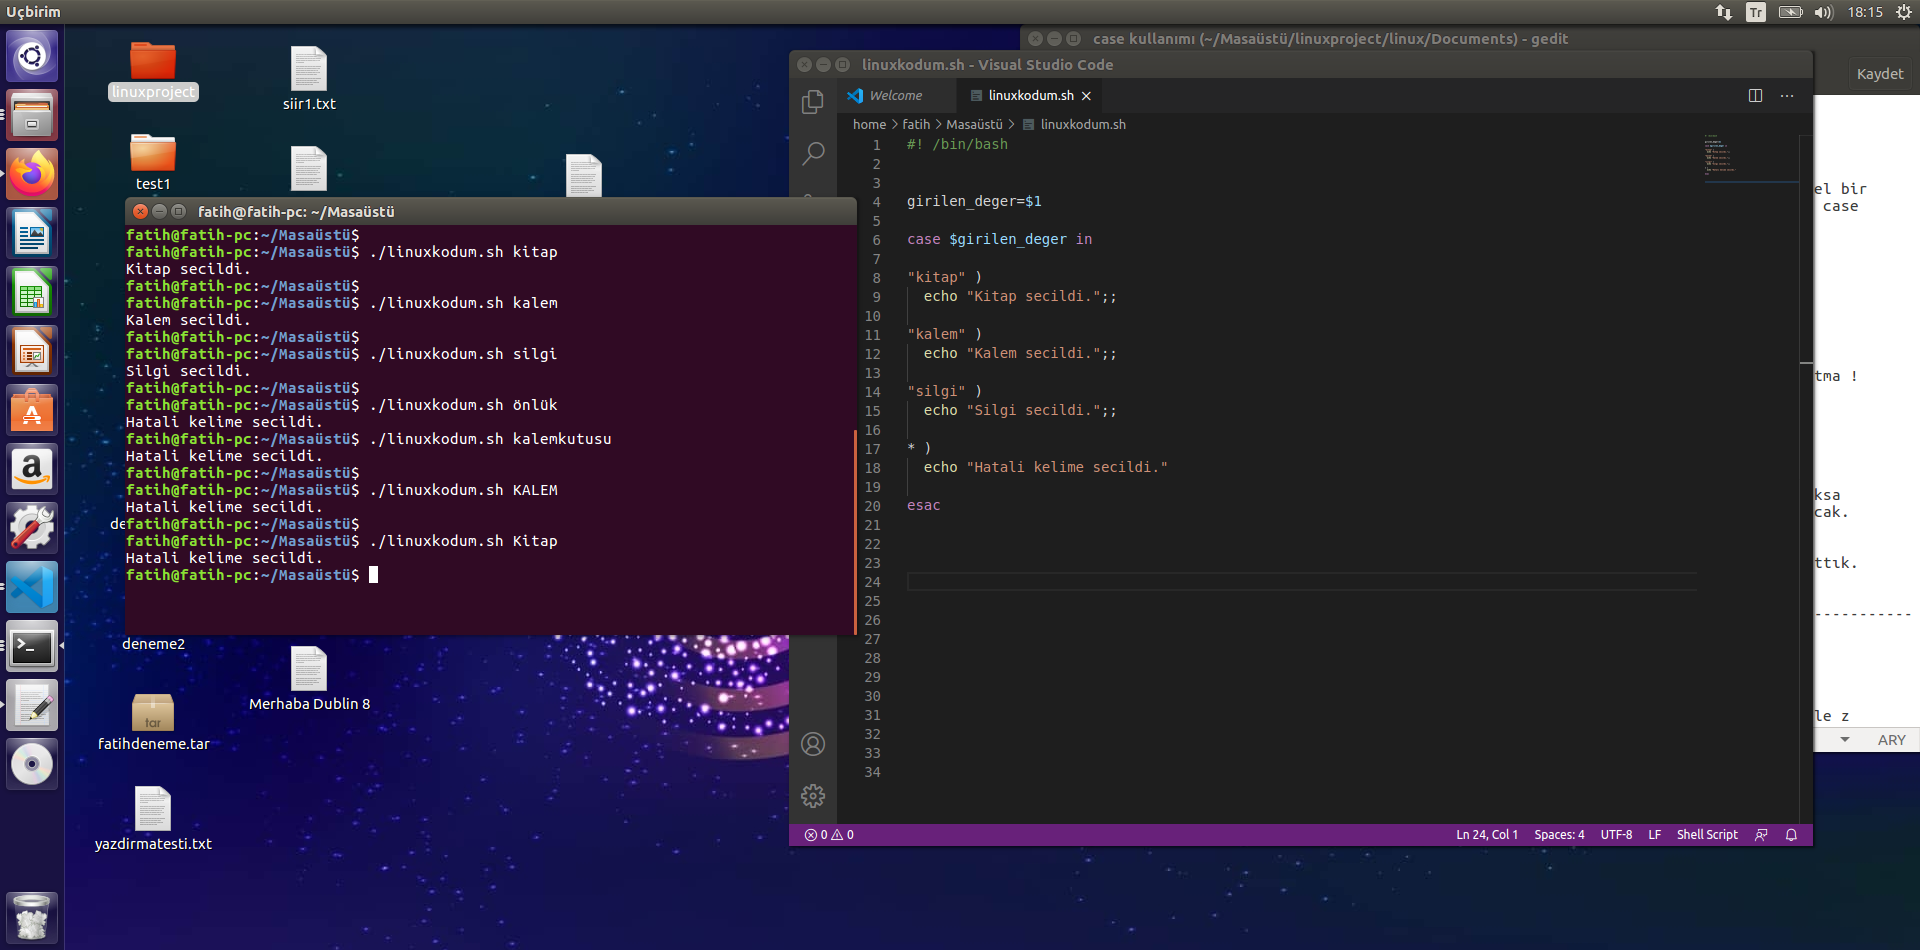 Uçbirim
Tr
18:15
linuxproject
siir1.txt
test1
de
deneme2
Merhaba Dublin 8
tar
fatihdeneme.tar
yazdirmatesti.txt
fatih@fatih-pc: ~/Masaüstü
fatih@fatih-pc:~/Masaüstü$
fatih@fatih-pc:~/Masaüstü$ ./linuxkodum.sh kitap
Kitap secildi.
fatih@fatih-pc:~/Masaüstü$
fatih@fatih-pc:~/Masaüstü$ ./linuxkodum.sh kalem
Kalem secildi.
fatih@fatih-pc:~/Masaüstü$
fatih@fatih-pc:~/Masaüstü$ ./linuxkodum.sh silgi
Silgi secildi.
fatih@fatih-pc:~/Masaüstü$
fatih@fatih-pc:~/Masaüstü$ ./linuxkodum.sh önlük
Hatali kelime secildi.
fatih@fatih-pc:~/Masaüstü$ ./linuxkodum.sh kalemkutusu
Hatali kelime secildi.
fatih@fatih-pc:~/Masaüstü$
fatih@fatih-pc:~/Masaüstü$ ./linuxkodum.sh KALEM
Hatali kelime secildi.
fatih@fatih-pc:~/Masaüstü$
fatih@fatih-pc:~/Masaüstü$ ./linuxkodum.sh Kitap
Hatali kelime secildi.
fatih@fatih-pc:~/Masaüstü$
case kullanımı (~/Masaüstü/linuxproject/linux/Documents) - gedit
Kaydet
linuxkodum.sh - Visual Studio Code
Welcome
linuxkodum.sh
home > fatih > Masaüstü > linuxkodum.sh
1 #! /bin/bash
2
3
4 girilen_deger=$1
5
6 case $girilen_deger in
7
8 "kitap" )
9 echo "Kitap secildi.";;
10
11 "kalem" )
12 echo "Kalem secildi.";;
13
14 "silgi" )
15 echo "Silgi secildi.";;
16
17 * )
18 echo "Hatali kelime secildi."
19
20 esac
21
22
23
24
25
26
27
28
29
30
31
32
33
34
0 0
Ln 24, Col 1 Spaces: 4 UTF-8 LF Shell Script
el bir
case
tma !
ksa
cak.
ttık.
-----------
le z
ARY